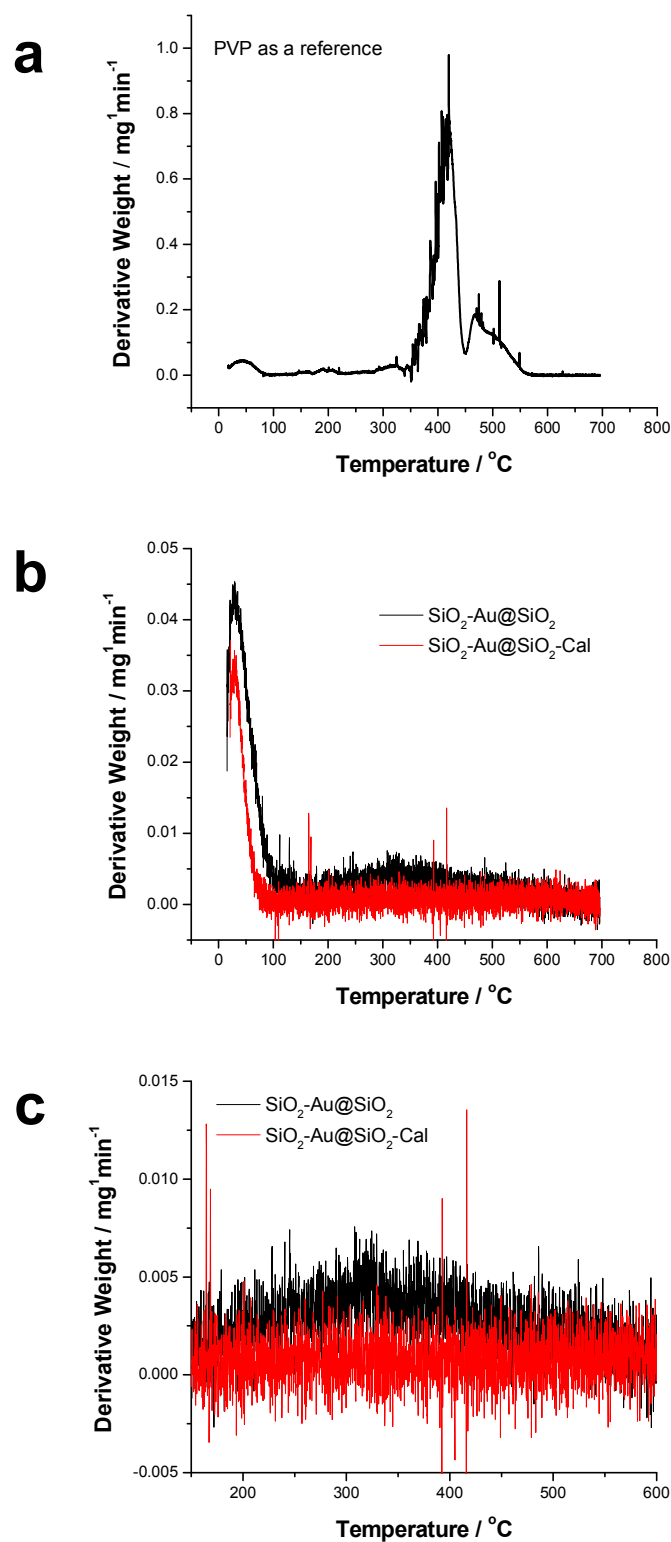 a
PVP as a reference
1.0
0.8
0.6
0.4
0.2
0.0
0 100 200 300 400 500 600 700 800
Derivative Weight / mg¹min⁻¹
Temperature / °C
b
0.05
0.04
0.03
0.02
0.01
0.00
SiO₂-Au@SiO₂
SiO₂-Au@SiO₂-Cal
0 100 200 300 400 500 600 700 800
Derivative Weight / mg¹min⁻¹
Temperature / °C
c
0.015
0.010
0.005
0.000
-0.005
SiO₂-Au@SiO₂
SiO₂-Au@SiO₂-Cal
200 300 400 500 600
Derivative Weight / mg¹min⁻¹
Temperature / °C